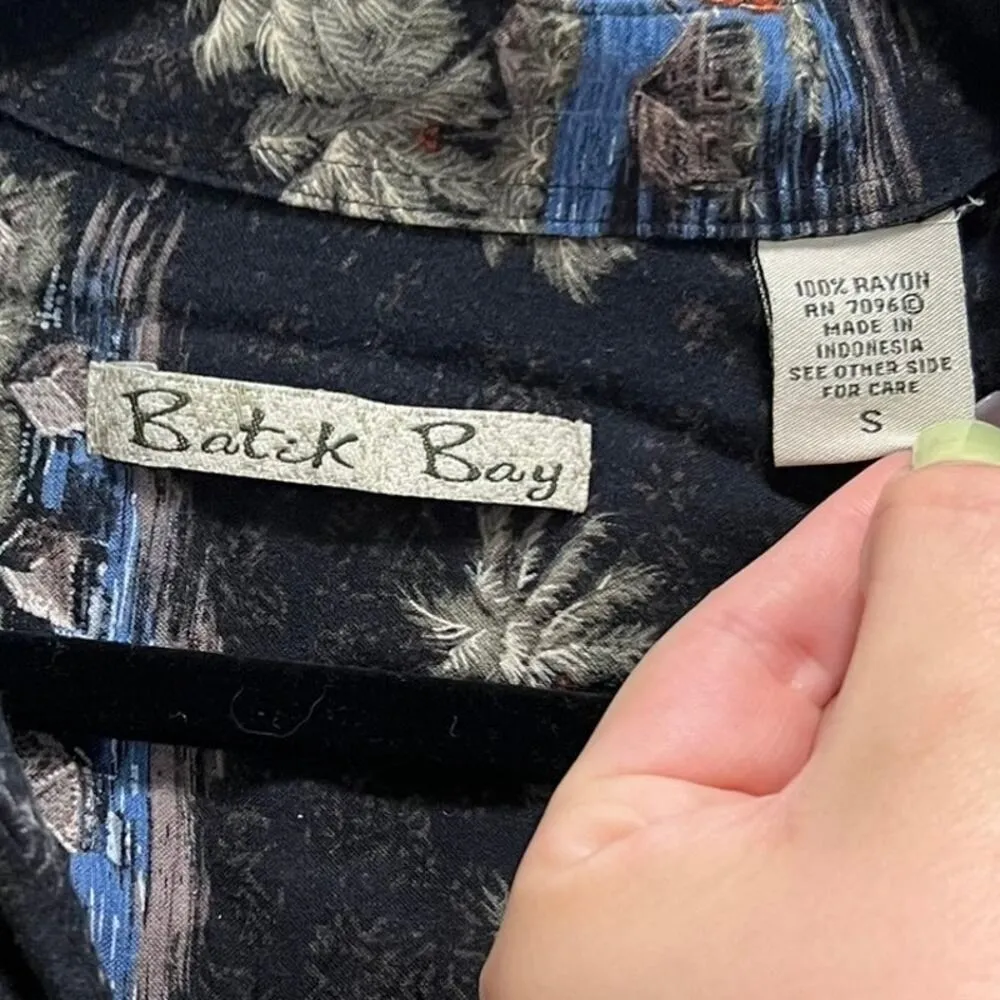 Batik Bay
100% RAYON
RN 7096©
MADE IN
INDONESIA
SEE OTHER SIDE
FOR CARE
S